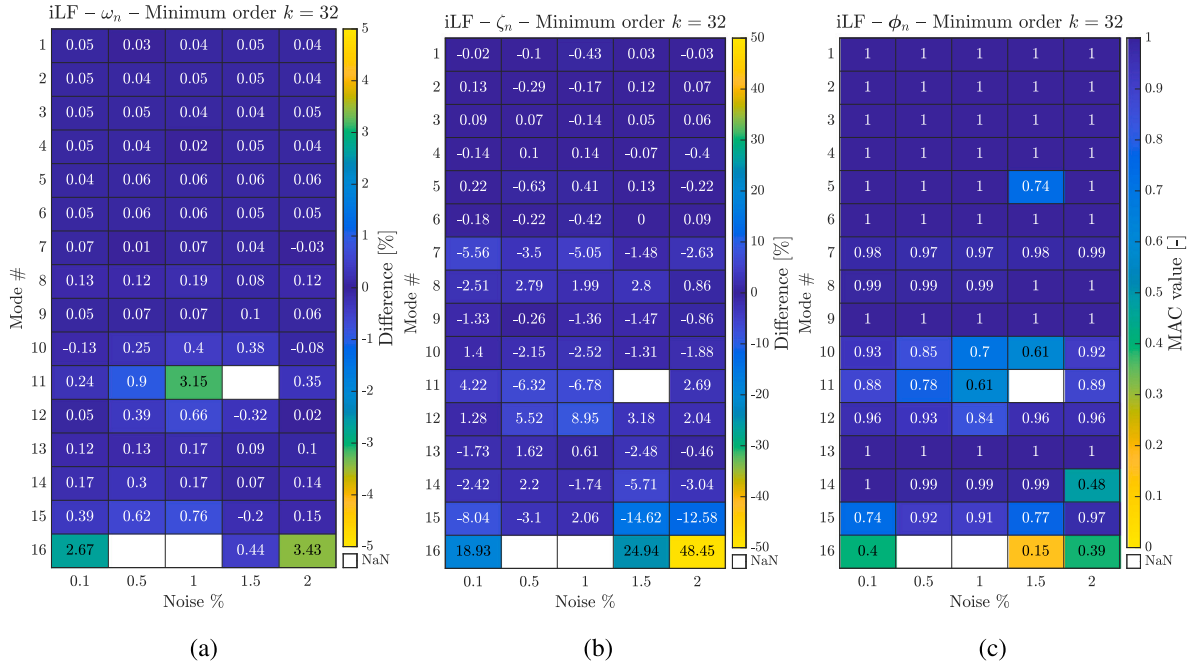 iLF – ωn – Minimum order k = 32
1 0.05 0.03 0.04 0.05 0.04
2 0.05 0.04 0.05 0.05 0.04
3 0.05 0.05 0.04 0.04 0.05
4 0.05 0.04 0.02 0.05 0.04
5 0.04 0.06 0.06 0.06 0.06
6 0.05 0.06 0.06 0.05 0.05
7 0.07 0.01 0.07 0.04 -0.03
8 0.13 0.12 0.19 0.08 0.12
9 0.05 0.07 0.07 0.1 0.06
10 -0.13 0.25 0.4 0.38 -0.08
11 0.24 0.9 3.15 0.35
12 0.05 0.39 0.66 -0.32 0.02
13 0.12 0.13 0.17 0.09 0.1
14 0.17 0.3 0.17 0.07 0.14
15 0.39 0.62 0.76 -0.2 0.15
16 2.67 0.44 3.43
0.1 0.5 1 1.5 2
Noise %
Mode #
5
4
3
2
1
0
-1
-2
-3
-4
-5
NaN
Difference [%]
(a)
iLF – ζn – Minimum order k = 32
1 -0.02 -0.1 -0.43 0.03 -0.03
2 0.13 -0.29 -0.17 0.12 0.07
3 0.09 0.07 -0.14 0.05 0.06
4 -0.14 0.1 0.14 -0.07 -0.4
5 0.22 -0.63 0.41 0.13 -0.22
6 -0.18 -0.22 -0.42 0 0.09
7 -5.56 -3.5 -5.05 -1.48 -2.63
8 -2.51 2.79 1.99 2.8 0.86
9 -1.33 -0.26 -1.36 -1.47 -0.86
10 1.4 -2.15 -2.52 -1.31 -1.88
11 4.22 -6.32 -6.78 2.69
12 1.28 5.52 8.95 3.18 2.04
13 -1.73 1.62 0.61 -2.48 -0.46
14 -2.42 2.2 -1.74 -5.71 -3.04
15 -8.04 -3.1 2.06 -14.62 -12.58
16 18.93 24.94 48.45
0.1 0.5 1 1.5 2
Noise %
Mode #
50
40
30
20
10
0
-10
-20
-30
-40
-50
NaN
Difference [%]
(b)
iLF - ϕn – Minimum order k = 32
1 1 1 1 1 1
2 1 1 1 1 1
3 1 1 1 1 1
4 1 1 1 1 1
5 1 1 1 0.74 1
6 1 1 1 1 1
7 0.98 0.97 0.97 0.98 0.99
8 0.99 0.99 0.99 1 1
9 1 1 1 1 1
10 0.93 0.85 0.7 0.61 0.92
11 0.88 0.78 0.61 0.89
12 0.96 0.93 0.84 0.96 0.96
13 1 1 1 1 1
14 1 0.99 0.99 0.99 0.48
15 0.74 0.92 0.91 0.77 0.97
16 0.4 0.15 0.39
0.1 0.5 1 1.5 2
Noise %
Mode #
1
0.9
0.8
0.7
0.6
0.5
0.4
0.3
0.2
0.1
0
NaN
MAC value [-]
(c)